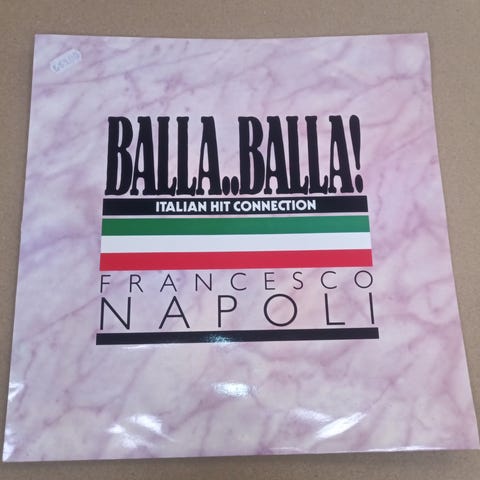 BALLA..BALLA!
ITALIAN HIT CONNECTION
FRANCESCO
NAPOLI